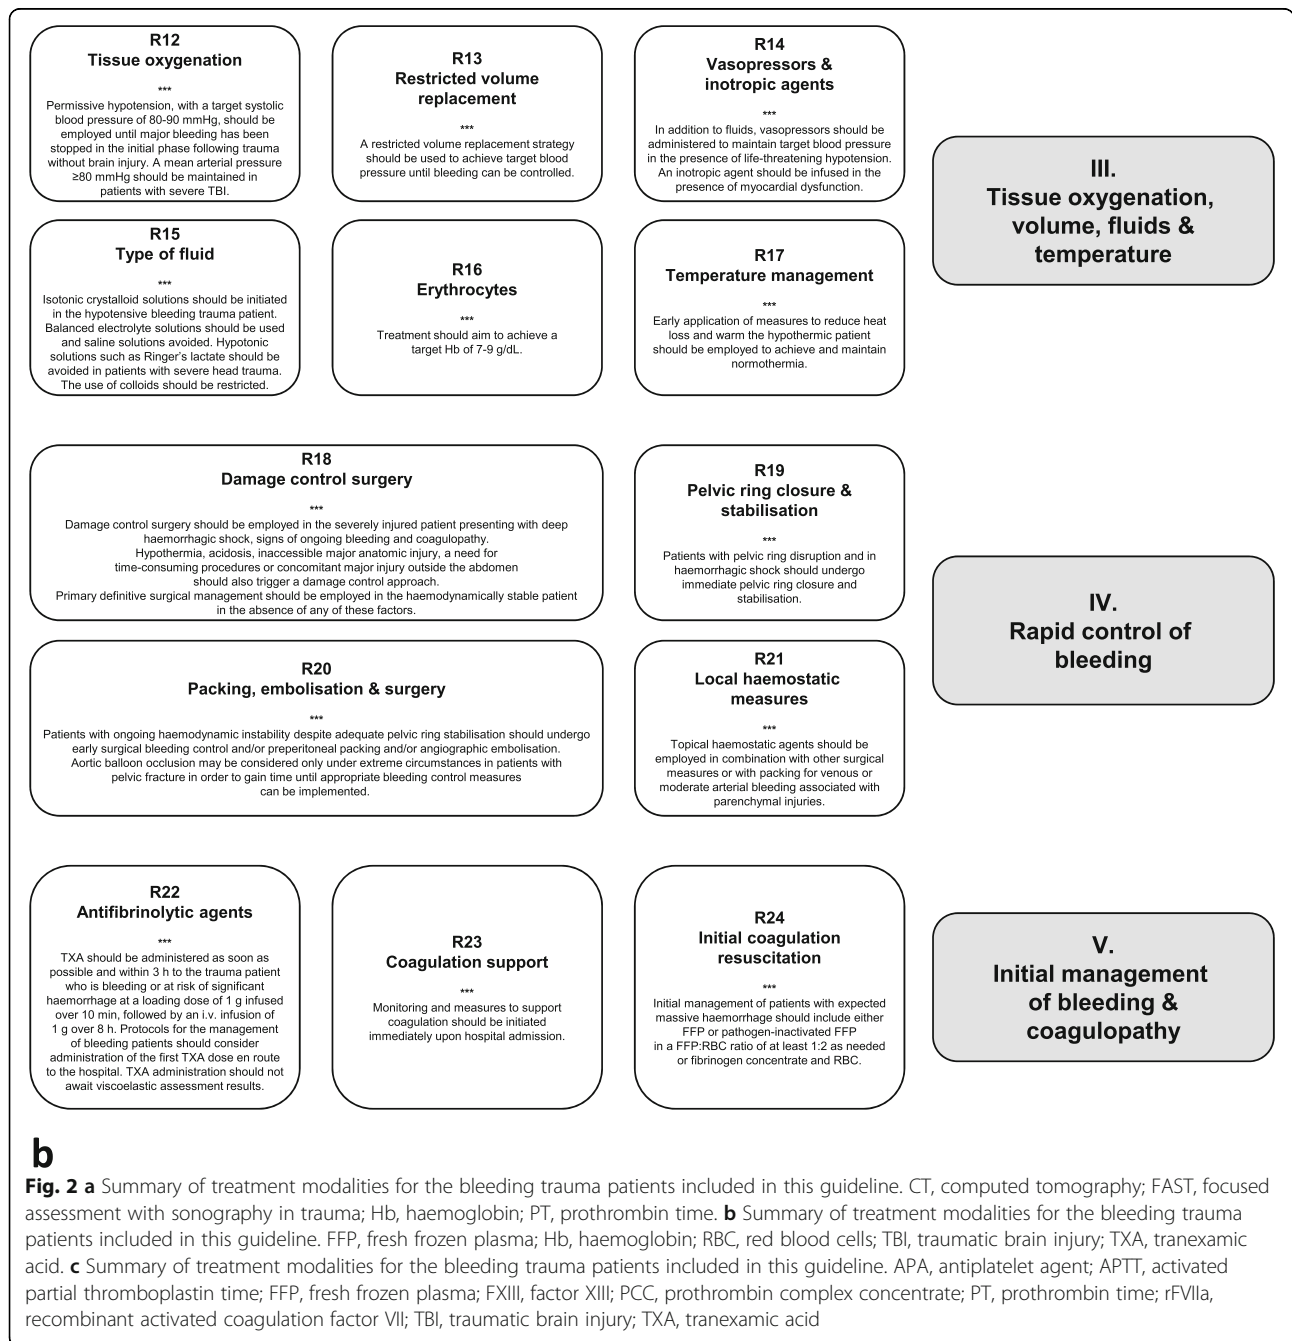 R12
Tissue oxygenation
***
Permissive hypotension, with a target systolic
blood pressure of 80-90 mmHg, should be
employed until major bleeding has been
stopped in the initial phase following trauma
without brain injury. A mean arterial pressure
≥80 mmHg should be maintained in
patients with severe TBI.
R13
Restricted volume
replacement
***
A restricted volume replacement strategy
should be used to achieve target blood
pressure until bleeding can be controlled.
R14
Vasopressors &
inotropic agents
***
In addition to fluids, vasopressors should be
administered to maintain target blood pressure
in the presence of life-threatening hypotension.
An inotropic agent should be infused in the
presence of myocardial dysfunction.
III.
Tissue oxygenation,
volume, fluids &
temperature
R15
Type of fluid
***
Isotonic crystalloid solutions should be initiated
in the hypotensive bleeding trauma patient.
Balanced electrolyte solutions should be used
and saline solutions avoided. Hypotonic
solutions such as Ringer's lactate should be
avoided in patients with severe head trauma.
The use of colloids should be restricted.
R16
Erythrocytes
***
Treatment should aim to achieve a
target Hb of 7-9 g/dL.
R17
Temperature management
***
Early application of measures to reduce heat
loss and warm the hypothermic patient
should be employed to achieve and maintain
normothermia.
R18
Damage control surgery
***
Damage control surgery should be employed in the severely injured patient presenting with deep
haemorrhagic shock, signs of ongoing bleeding and coagulopathy.
Hypothermia, acidosis, inaccessible major anatomic injury, a need for
time-consuming procedures or concomitant major injury outside the abdomen
should also trigger a damage control approach.
Primary definitive surgical management should be employed in the haemodynamically stable patient
in the absence of any of these factors.
R19
Pelvic ring closure &
stabilisation
***
Patients with pelvic ring disruption and in
haemorrhagic shock should undergo
immediate pelvic ring closure and
stabilisation.
IV.
Rapid control of
bleeding
R20
Packing, embolisation & surgery
***
Patients with ongoing haemodynamic instability despite adequate pelvic ring stabilisation should undergo
early surgical bleeding control and/or preperitoneal packing and/or angiographic embolisation.
Aortic balloon occlusion may be considered only under extreme circumstances in patients with
pelvic fracture in order to gain time until appropriate bleeding control measures
can be implemented.
R21
Local haemostatic
measures
***
Topical haemostatic agents should be
employed in combination with other surgical
measures or with packing for venous or
moderate arterial bleeding associated with
parenchymal injuries.
R22
Antifibrinolytic agents
***
TXA should be administered as soon as
possible and within 3 h to the trauma patient
who is bleeding or at risk of significant
haemorrhage at a loading dose of 1 g infused
over 10 min, followed by an i.v. infusion of
1 g over 8 h. Protocols for the management
of bleeding patients should consider
administration of the first TXA dose en route
to the hospital. TXA administration should not
await viscoelastic assessment results.
R23
Coagulation support
***
Monitoring and measures to support
coagulation should be initiated
immediately upon hospital admission.
R24
Initial coagulation
resuscitation
***
Initial management of patients with expected
massive haemorrhage should include either
FFP or pathogen-inactivated FFP
in a FFP:RBC ratio of at least 1:2 as needed
or fibrinogen concentrate and RBC.
V.
Initial management
of bleeding &
coagulopathy
b
Fig. 2 a Summary of treatment modalities for the bleeding trauma patients included in this guideline. CT, computed tomography; FAST, focused
assessment with sonography in trauma; Hb, haemoglobin; PT, prothrombin time. b Summary of treatment modalities for the bleeding trauma
patients included in this guideline. FFP, fresh frozen plasma; Hb, haemoglobin; RBC, red blood cells; TBI, traumatic brain injury; TXA, tranexamic
acid. c Summary of treatment modalities for the bleeding trauma patients included in this guideline. APA, antiplatelet agent; APTT, activated
partial thromboplastin time; FFP, fresh frozen plasma; FXIII, factor XIII; PCC, prothrombin complex concentrate; PT, prothrombin time; rFVIIa,
recombinant activated coagulation factor VII; TBI, traumatic brain injury; TXA, tranexamic acid